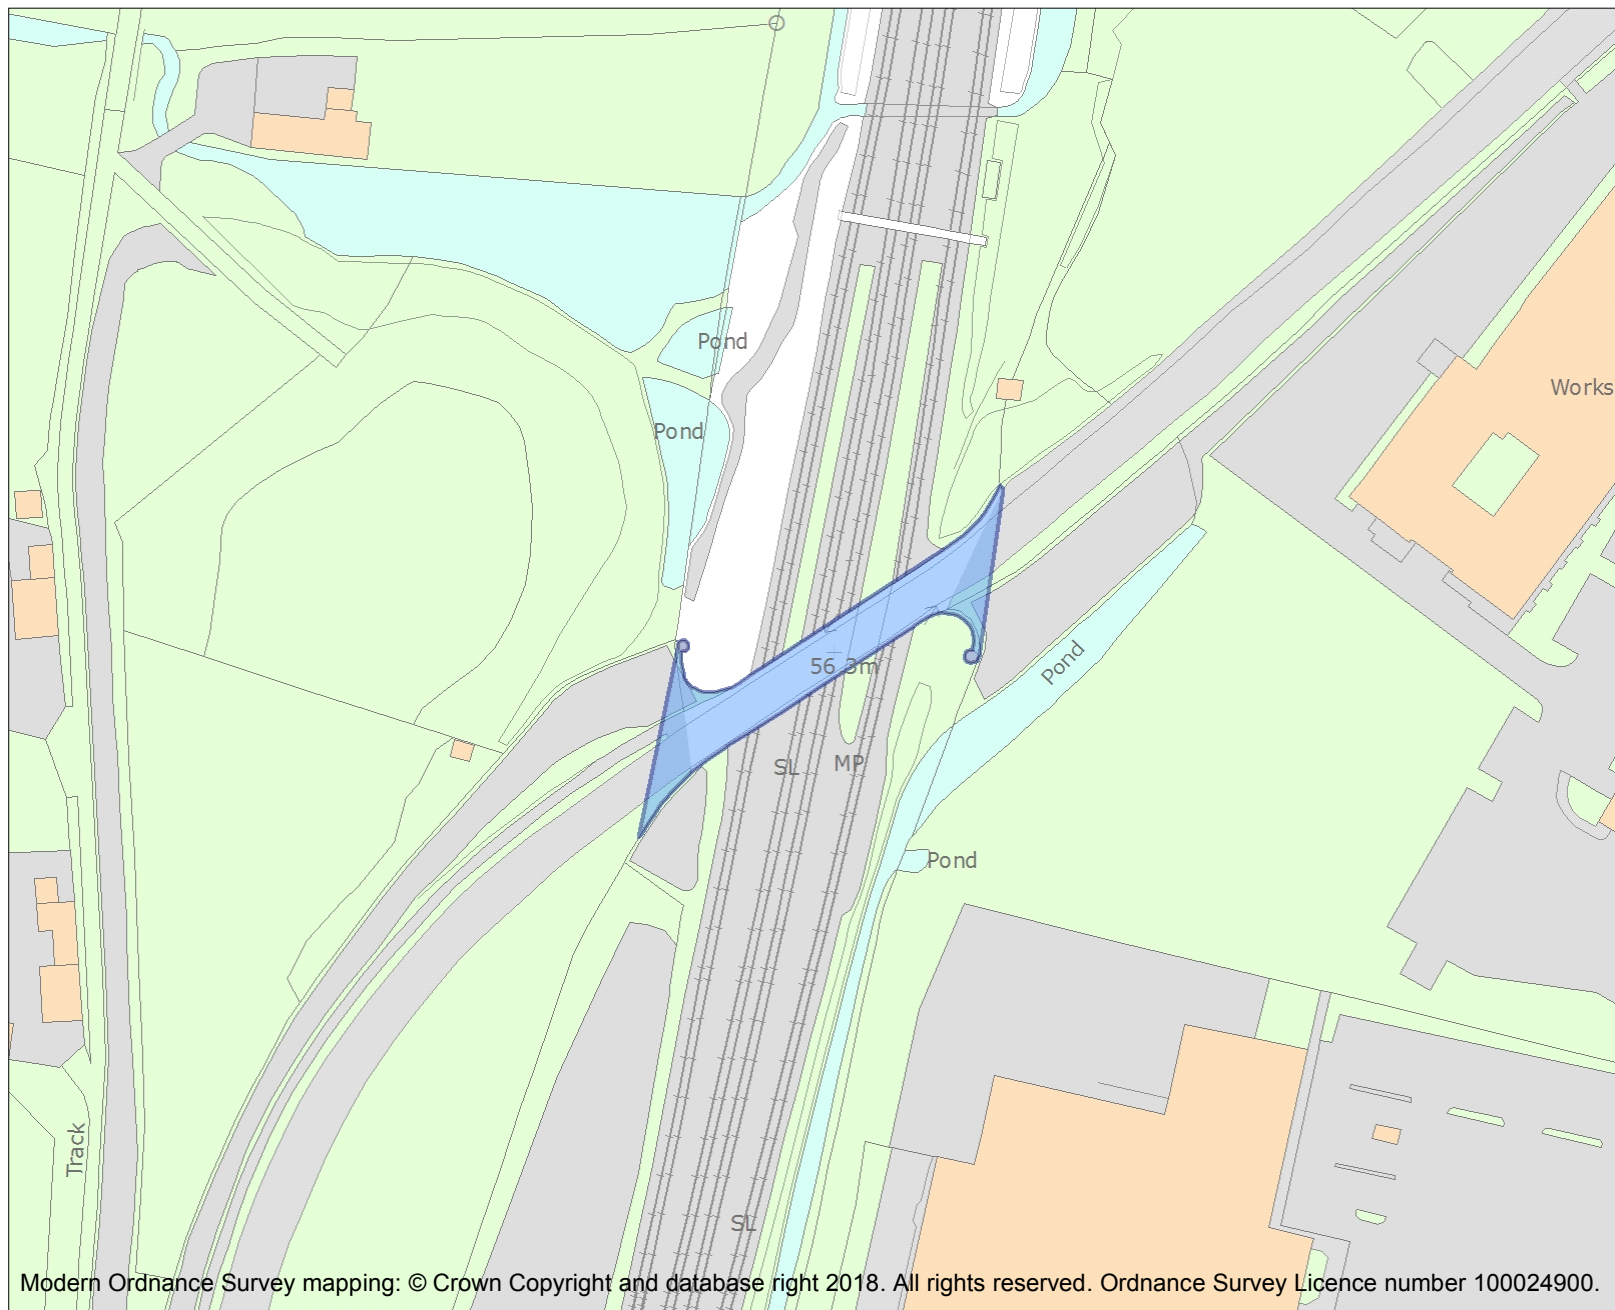 Pond
Works
Pond
Pond
56.3m
SL
MP
Pond
Track
SL
Modern Ordnance Survey mapping: © Crown Copyright and database right 2018. All rights reserved. Ordnance Survey Licence number 100024900.